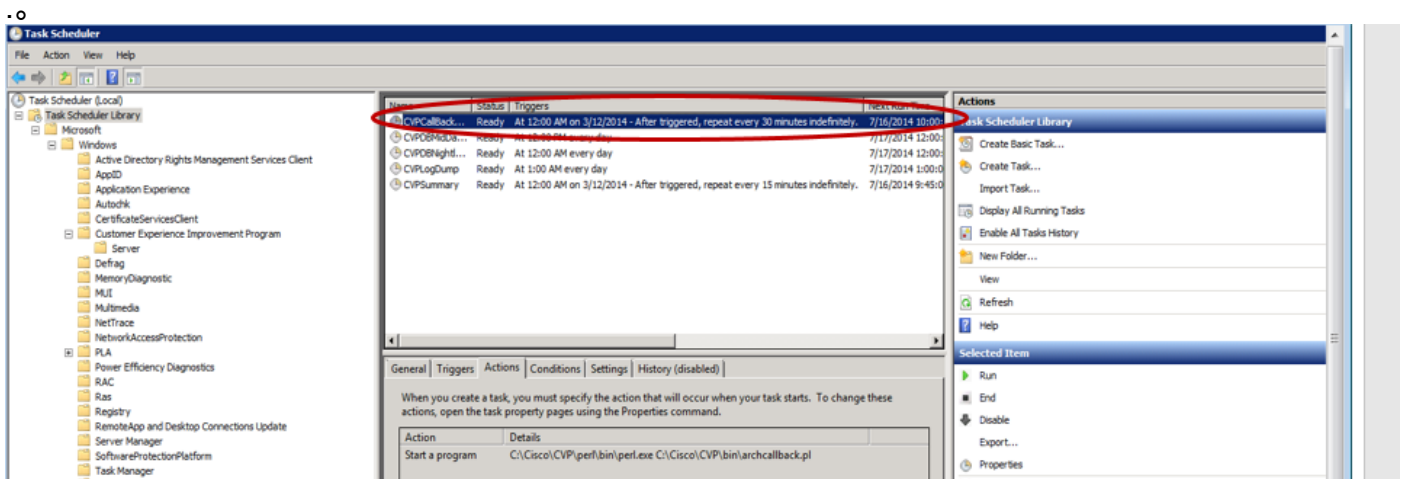 .。
Task Scheduler
File Action View Help
Task Scheduler (Local)
Task Scheduler Library
Microsoft
Windows
Active Directory Rights Management Services Client
AppID
Application Experience
Autochk
CertificateServicesClient
Customer Experience Improvement Program
Server
Defrag
MemoryDiagnostic
MUI
Multimedia
NetTrace
NetworkAccessProtection
PLA
Power Efficiency Diagnostics
RAC
Ras
Registry
RemoteApp and Desktop Connections Update
Server Manager
SoftwareProtectionPlatform
Task Manager
Name Status Triggers Next Run Time
CVPCallBack... Ready At 12:00 AM on 3/12/2014 - After triggered, repeat every 30 minutes indefinitely. 7/16/2014 10:00:
CVPDBMidDa... Ready At 12:00 PM every day 7/17/2014 12:00:
CVPDBNightl... Ready At 12:00 AM every day 7/17/2014 12:00:
CVPLogDump Ready At 1:00 AM every day 7/17/2014 1:00:0
CVPSummary Ready At 12:00 AM on 3/12/2014 - After triggered, repeat every 15 minutes indefinitely. 7/16/2014 9:45:0
General Triggers Actions Conditions Settings History (disabled)
When you create a task, you must specify the action that will occur when your task starts. To change these
actions, open the task property pages using the Properties command.
Action Details
Start a program C:\Cisco\CVP\perl\bin\perl.exe C:\Cisco\CVP\bin\archcallback.pl
Actions
Task Scheduler Library
Create Basic Task...
Create Task...
Import Task...
Display All Running Tasks
Enable All Tasks History
New Folder...
View
Refresh
Help
Selected Item
Run
End
Disable
Export...
Properties